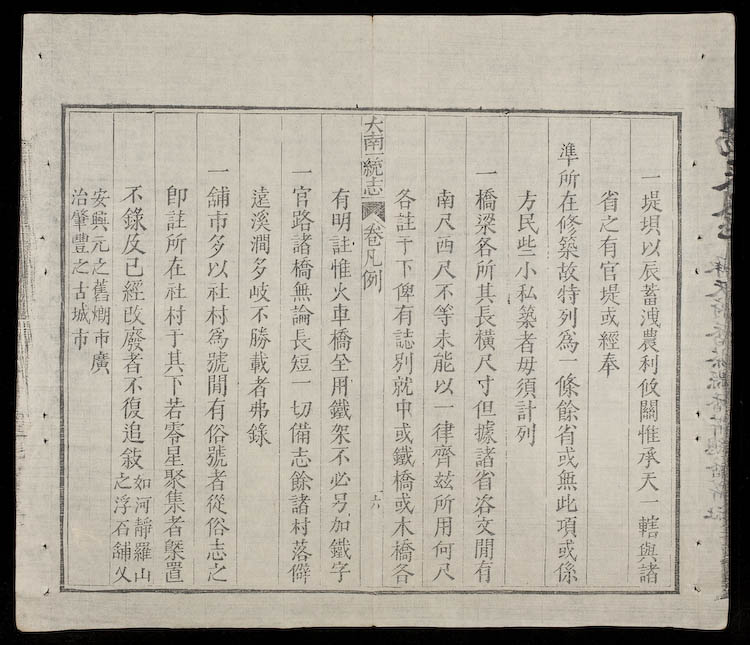 一堤埧以辰蓄洩農利攸關惟承天一轄與諸
省之有官堤或經奉
準所在修築故特列爲一條餘省或無此項或係
方民些小私築者毋須計列
一橋梁各所其長橫尺寸但據諸省咨文間有
南尺西尺不等未能以一律齊兹所用何尺
各註于下俾有誌別就中或鐵橋或木橋各
大南一統志 卷凡例 六
有明註惟火車橋全用鐵架不必另加鐵字
一官路諸橋無論長短一切備志餘諸村落僻
遠溪澗多岐不勝載者弗錄
一舖市多以社村爲號間有俗號者從俗志之
卽註所在社村于其下若零星聚集者槩置
不錄及已經改廢者不復追敍如河靜羅山
之浮石舖乂
安興元之舊𤐝市廣
治肇豐之古城市